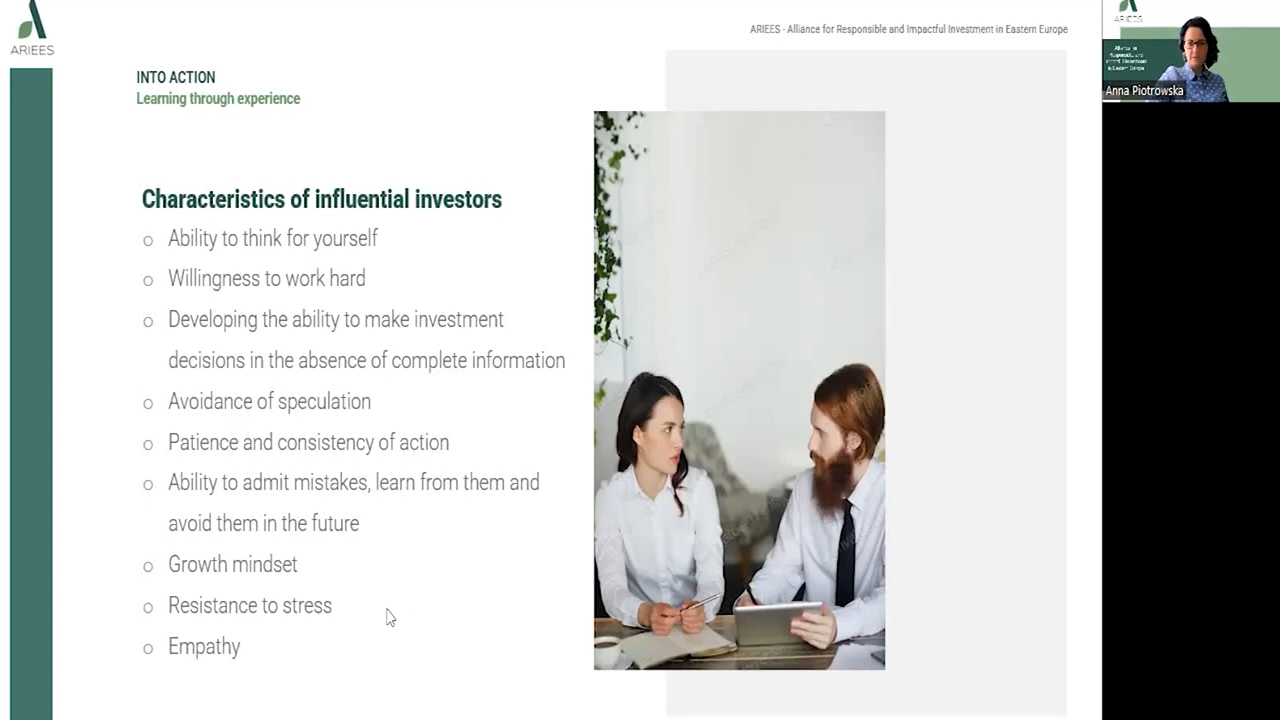 ARIEES
ARIEES - Alliance for Responsible and Impactful Investment in Eastern Europe
INTO ACTION
Learning through experience
Characteristics of influential investors
Ability to think for yourself
Willingness to work hard
Developing the ability to make investment
decisions in the absence of complete information
Avoidance of speculation
Patience and consistency of action
Ability to admit mistakes, learn from them and
avoid them in the future
Growth mindset
Resistance to stress
Empathy
ARIEES
Anna Piotrowska